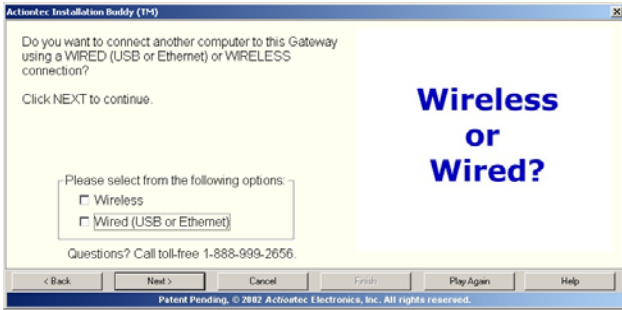 Actiontec Installation Buddy (TM)
Do you want to connect another computer to this Gateway
using a WIRED (USB or Ethernet) or WIRELESS
connection?
Click NEXT to continue.
Wireless
or
Wired?
Please select from the following options:
Wireless
Wired (USB or Ethernet)
Questions? Call toll-free 1-888-999-2656.
< Back Next > Cancel Finish Play Again Help
Patent Pending, © 2002 Actiontec Electronics, Inc. All rights reserved.